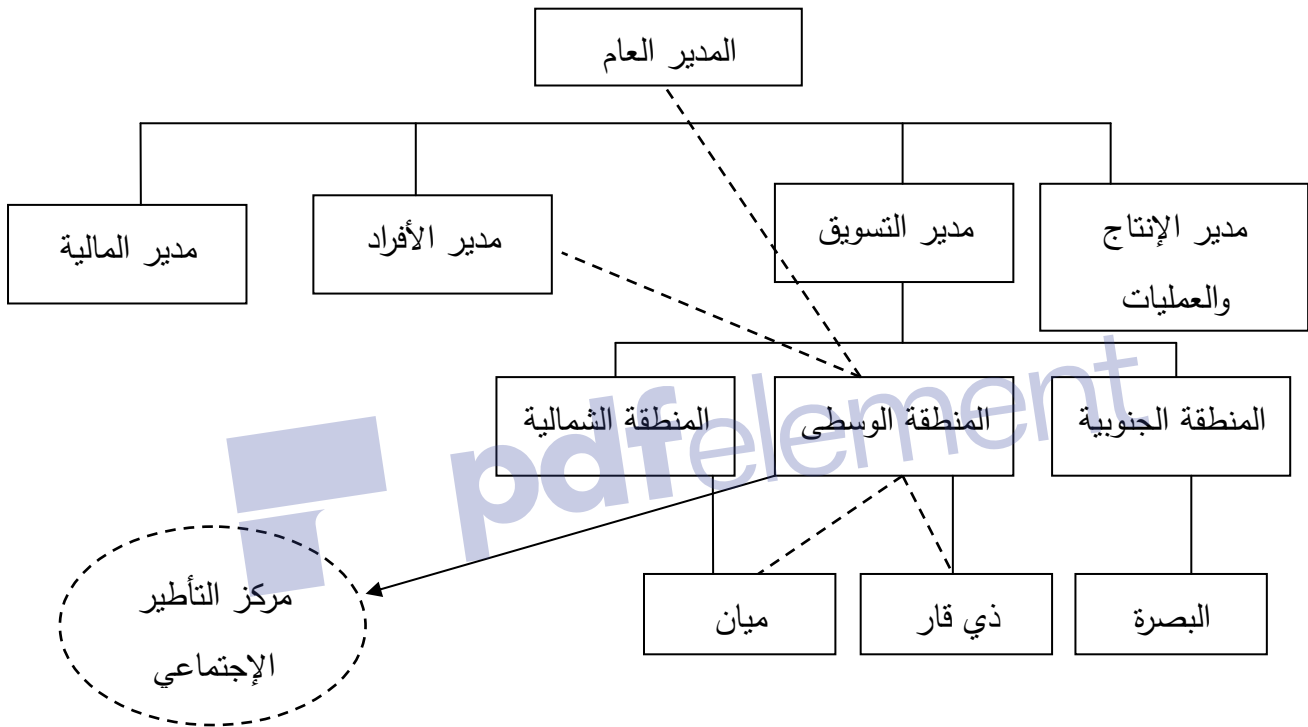 المدير العام
مدير الإنتاج
والعمليات
مدير التسويق
مدير الأفراد
مدير المالية
المنطقة الجنوبية
المنطقة الوسطى
المنطقة الشمالية
pdfelement
البصرة
ذي قار
ميان
مركز التأطير
الإجتماعي